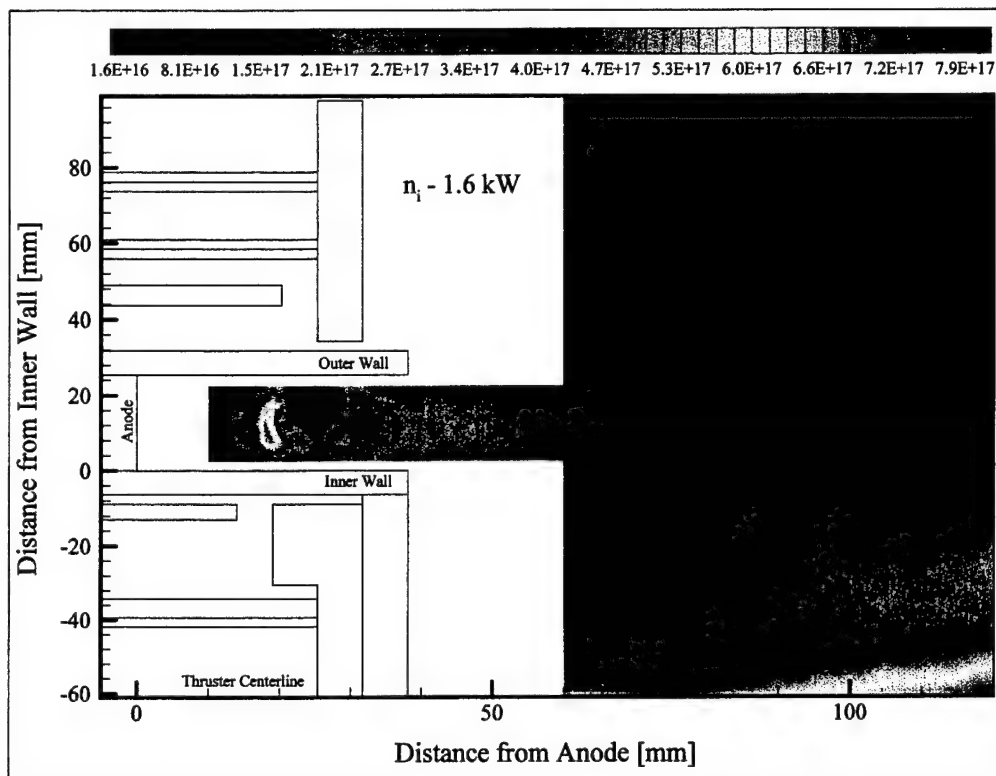 1.6E+16 8.1E+16 1.5E+17 2.1E+17 2.7E+17 3.4E+17 4.0E+17 4.7E+17 5.3E+17 6.0E+17 6.6E+17 7.2E+17 7.9E+17
nᵢ - 1.6 kW
Distance from Inner Wall [mm]
80
60
40
20
0
-20
-40
-60
Outer Wall
Anode
Inner Wall
Thruster Centerline
0 50 100
Distance from Anode [mm]